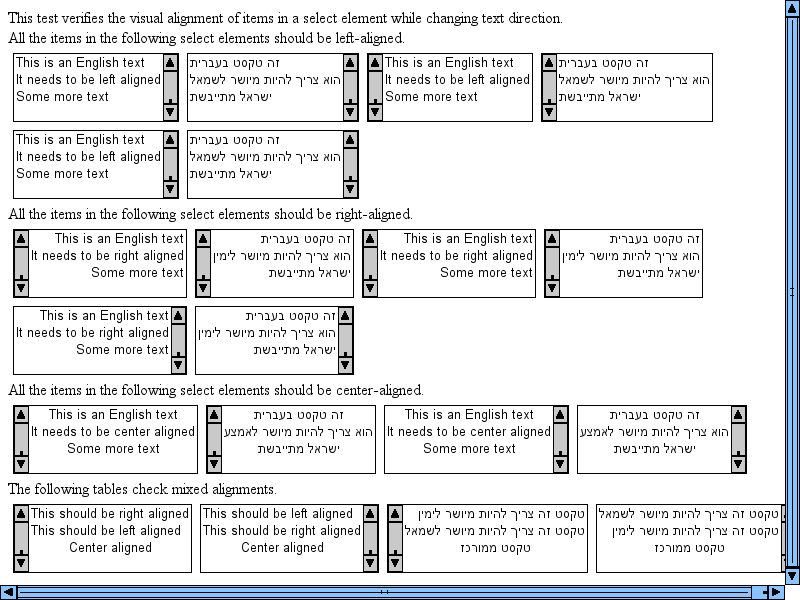 This test verifies the visual alignment of items in a select element while changing text direction.
All the items in the following select elements should be left-aligned.
This is an English text
It needs to be left aligned
Some more text
זה טקסט בעברית
הוא צריך להיות מיושר לשמאל
ישראל מתייבשת
This is an English text
It needs to be left aligned
Some more text
זה טקסט בעברית
הוא צריך להיות מיושר לשמאל
ישראל מתייבשת
This is an English text
It needs to be left aligned
Some more text
זה טקסט בעברית
הוא צריך להיות מיושר לשמאל
ישראל מתייבשת
All the items in the following select elements should be right-aligned.
This is an English text
It needs to be right aligned
Some more text
זה טקסט בעברית
הוא צריך להיות מיושר לימין
ישראל מתייבשת
This is an English text
It needs to be right aligned
Some more text
זה טקסט בעברית
הוא צריך להיות מיושר לימין
ישראל מתייבשת
This is an English text
It needs to be right aligned
Some more text
זה טקסט בעברית
הוא צריך להיות מיושר לימין
ישראל מתייבשת
All the items in the following select elements should be center-aligned.
This is an English text
It needs to be center aligned
Some more text
זה טקסט בעברית
הוא צריך להיות מיושר לאמצע
ישראל מתייבשת
This is an English text
It needs to be center aligned
Some more text
זה טקסט בעברית
הוא צריך להיות מיושר לאמצע
ישראל מתייבשת
The following tables check mixed alignments.
This should be right aligned
This should be left aligned
Center aligned
This should be left aligned
This should be right aligned
Center aligned
טקסט זה צריך להיות מיושר לימין
טקסט זה צריך להיות מיושר לשמאל
טקסט ממורכז
טקסט זה צריך להיות מיושר לשמאל
טקסט זה צריך להיות מיושר לימין
טקסט ממורכז